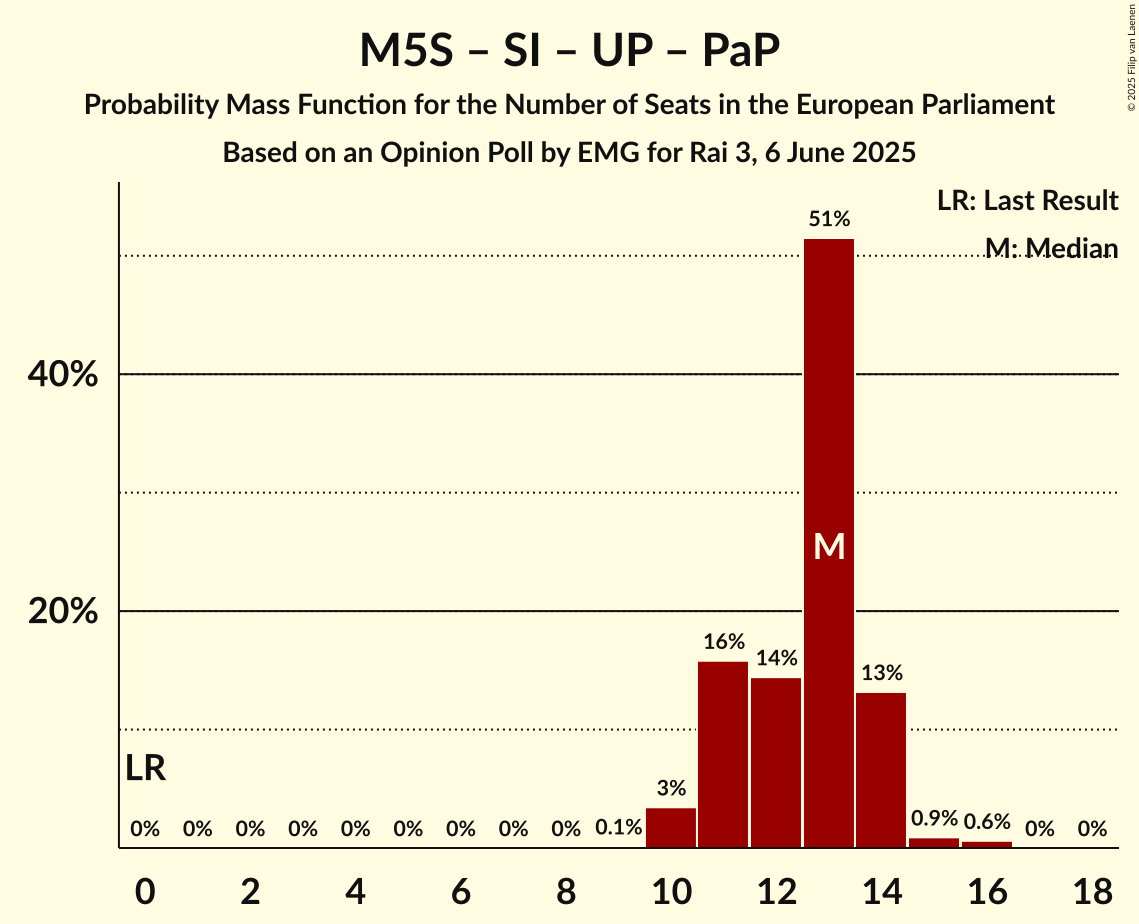 M5S – SI – UP – PaP
Probability Mass Function for the Number of Seats in the European Parliament
Based on an Opinion Poll by EMG for Rai 3, 6 June 2025
© 2025 Filip van Laenen
LR: Last Result
M: Median
51%
40%
M
20%
16%
14%
13%
LR
3%
0% 0% 0% 0% 0% 0% 0% 0% 0% 0.1% 0.9% 0.6% 0% 0%
0 2 4 6 8 10 12 14 16 18